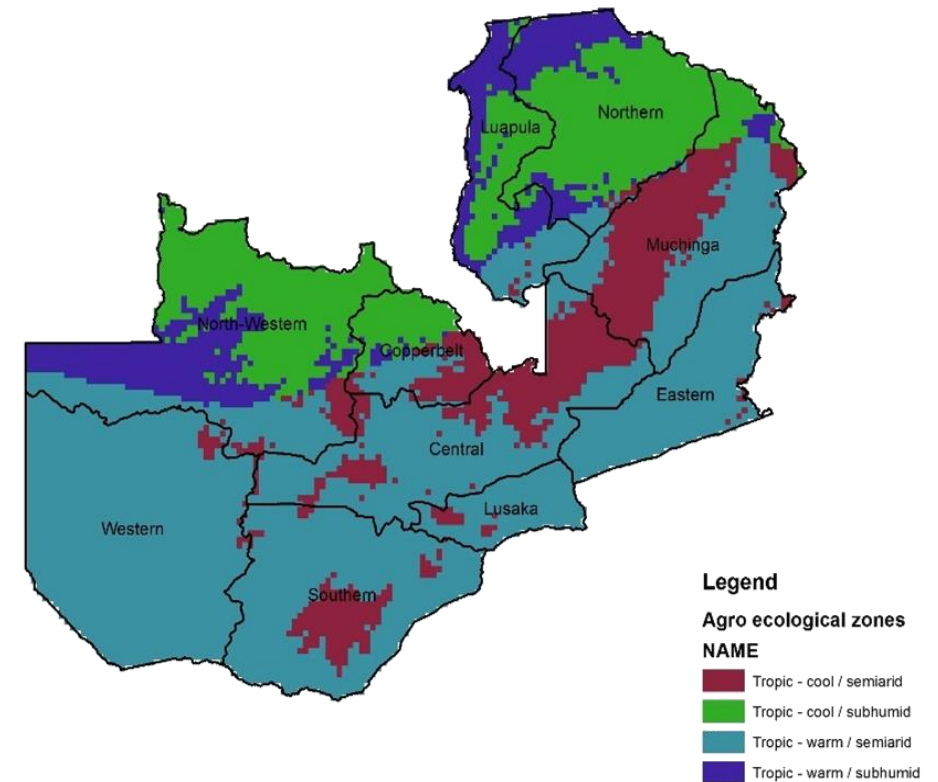 Northern
Luapula
Muchinga
North-Western
Copperbelt
Eastern
Central
Lusaka
Western
Southern
Legend
Agro ecological zones
NAME
Tropic - cool / semiarid
Tropic - cool / subhumid
Tropic - warm / semiarid
Tropic - warm / subhumid